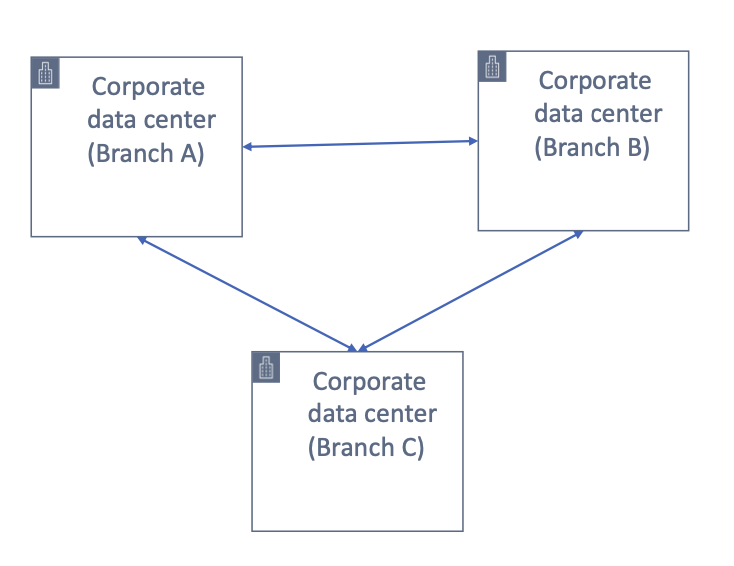 Corporate
data center
(Branch A)
Corporate
data center
(Branch B)
Corporate
data center
(Branch C)